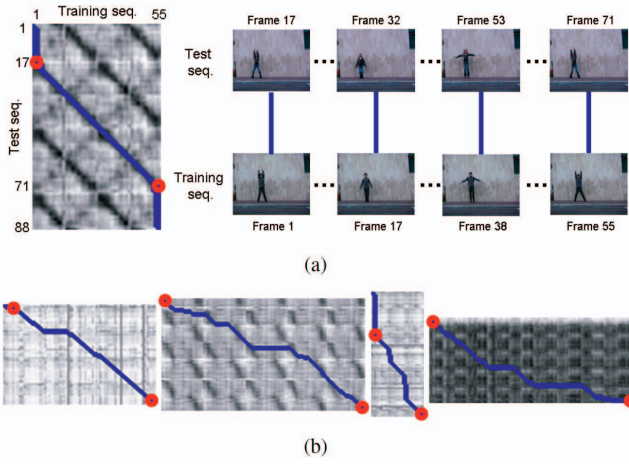 Training seq.
1 55
1
17
Test seq.
71
88
Frame 17 Frame 32 Frame 53 Frame 71
Test
seq.
Training
seq.
Frame 1 Frame 17 Frame 38 Frame 55
(a)
(b)